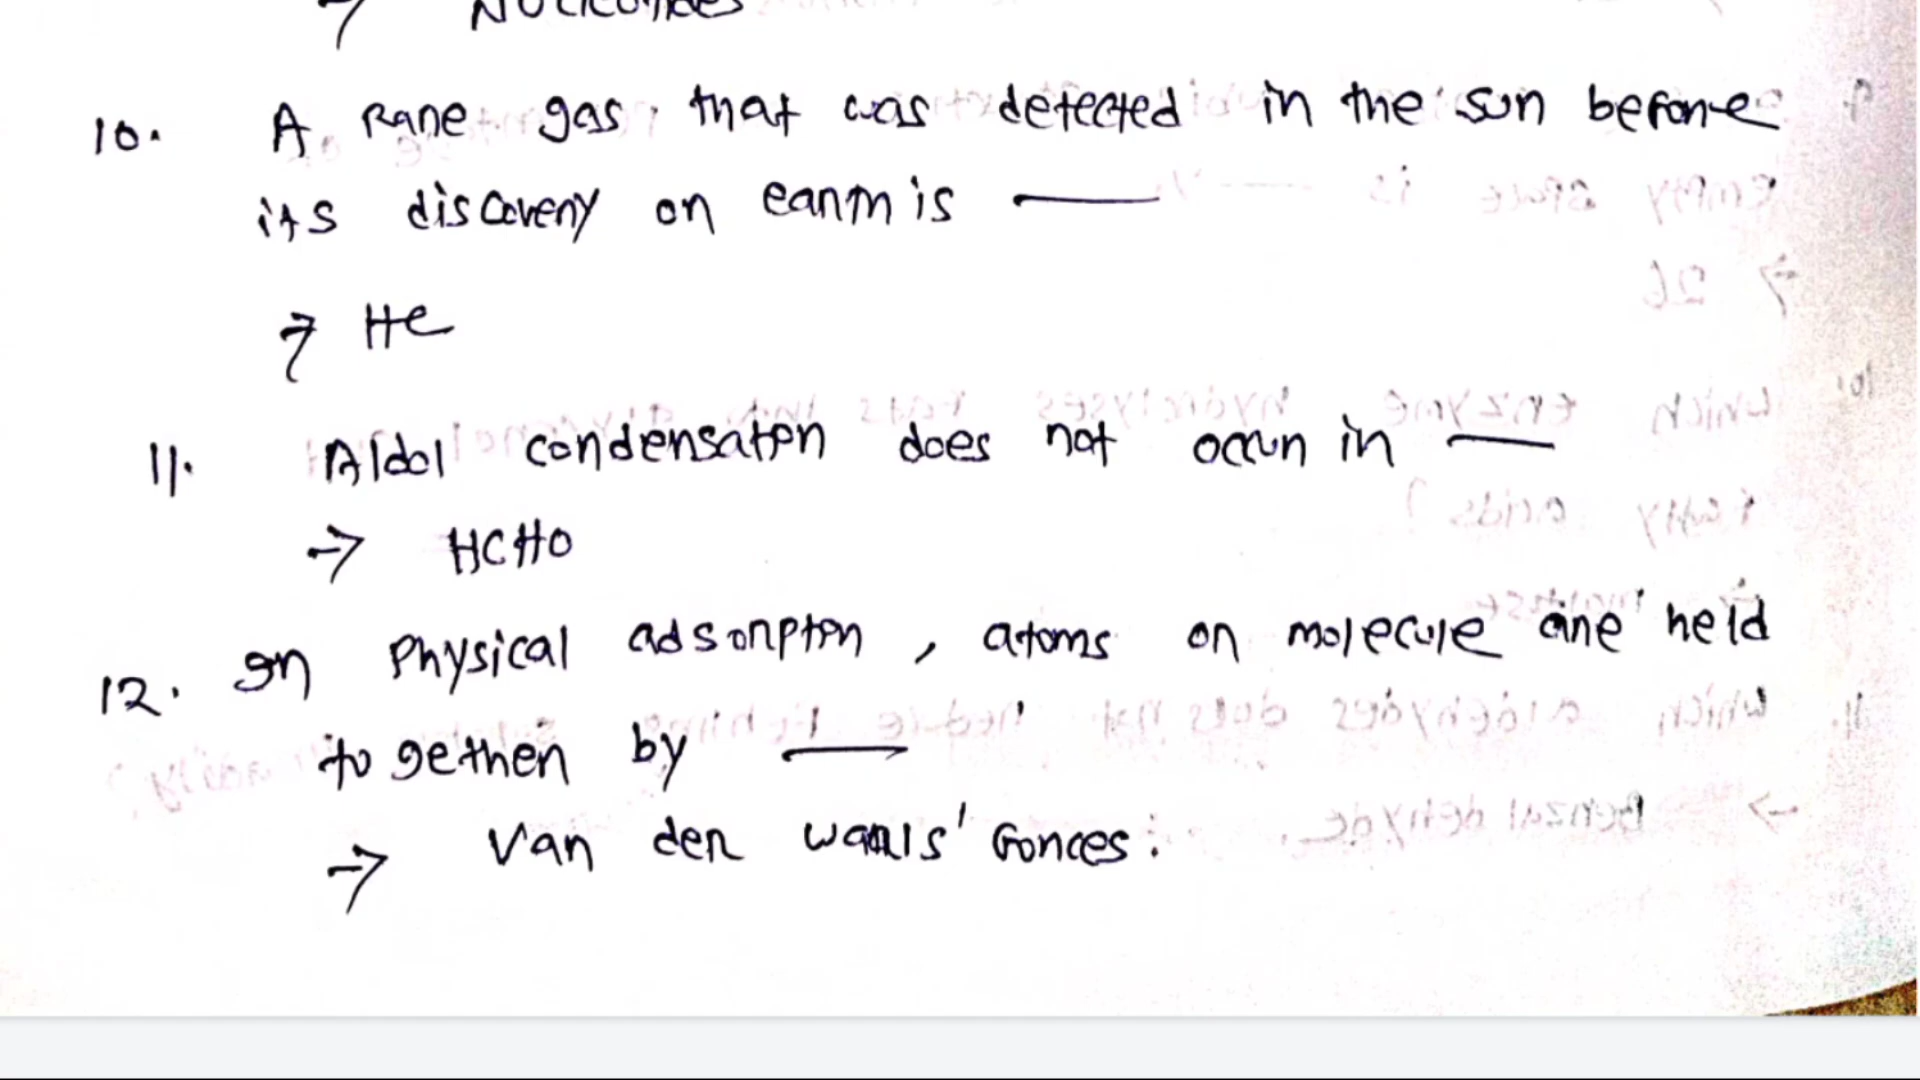 → Nucleotides
10. A Rare gas that was detected in the sun before
its discovery on earth is —
→ He
11. Aldol condensation does not occur in —
→ HCHO
12. In Physical adsorption, atoms or molecule are held
together by —
→ Van der waals' forces.